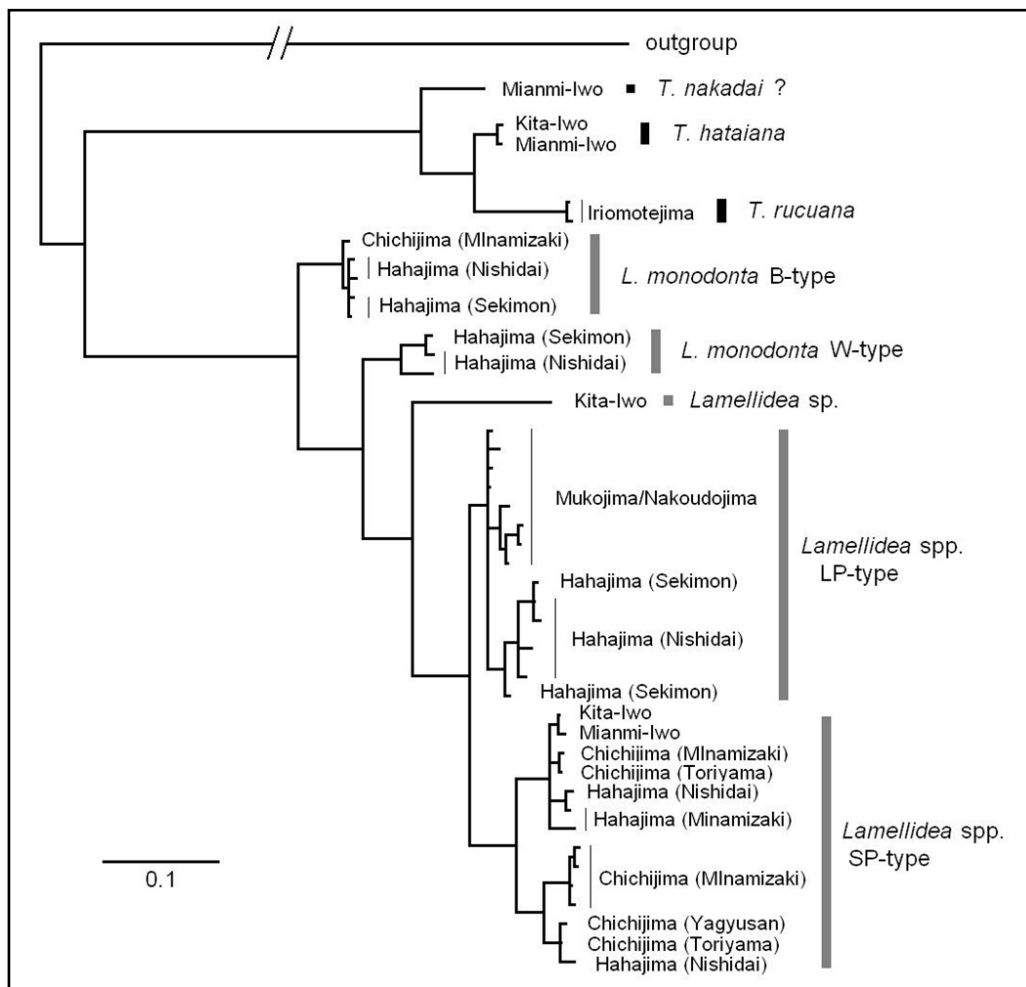 outgroup
Mianmi-Iwo T. nakadai ?
Kita-Iwo
Mianmi-Iwo T. hataiana
Iriomotejima T. rucuana
Chichijima (MInamizaki)
Hahajima (Nishidai)
L. monodonta B-type
Hahajima (Sekimon)
Hahajima (Sekimon)
L. monodonta W-type
Hahajima (Nishidai)
Kita-Iwo Lamellidea sp.
Mukojima/Nakoudojima
Lamellidea spp.
LP-type
Hahajima (Sekimon)
Hahajima (Nishidai)
Hahajima (Sekimon)
Kita-Iwo
Mianmi-Iwo
Chichijima (MInamizaki)
Chichijima (Toriyama)
Hahajima (Nishidai)
Hahajima (Minamizaki)
Lamellidea spp.
SP-type
Chichijima (MInamizaki)
Chichijima (Yagyusan)
Chichijima (Toriyama)
Hahajima (Nishidai)
0.1